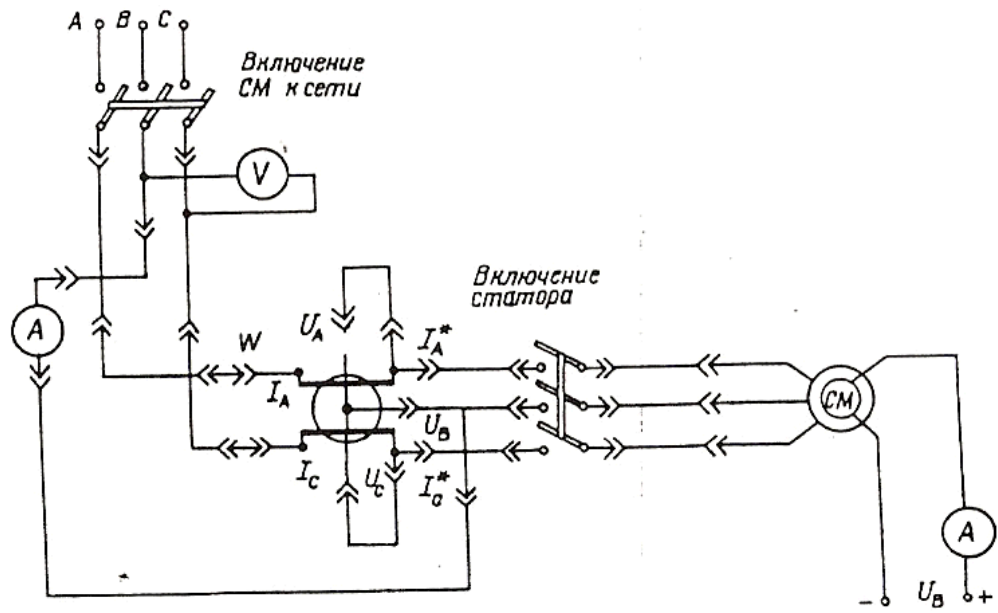 A B C
Включение
СМ к сети
V
Включение
статора
A
W
U_A
I_A^*
I_A
U_B
СМ
I_C
U_C
I_C^*
A
- U_B +